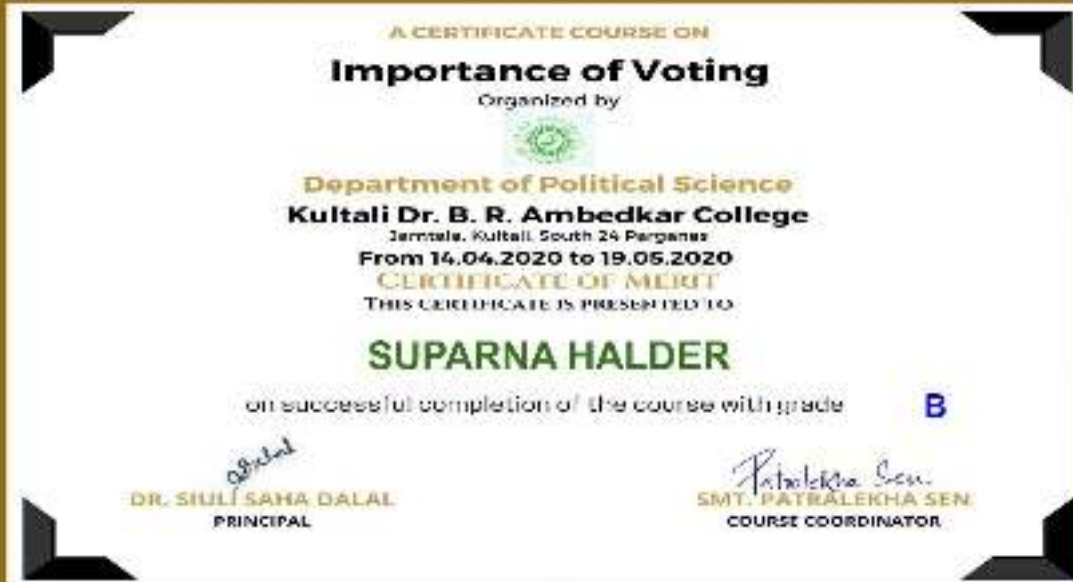 A CERTIFICATE COURSE ON
Importance of Voting
Organized by
Department of Political Science
Kultali Dr. B. R. Ambedkar College
Jamtala, Kultali, South 24 Parganas
From 14.04.2020 to 19.05.2020
CERTIFICATE OF MERIT
THIS CERTIFICATE IS PRESENTED TO
SUPARNA HALDER
on successful completion of the course with grade B
Patralekha Sen.
DR. SIULI SAHA DALAL
SMT. PATRALEKHA SEN
PRINCIPAL
COURSE COORDINATOR